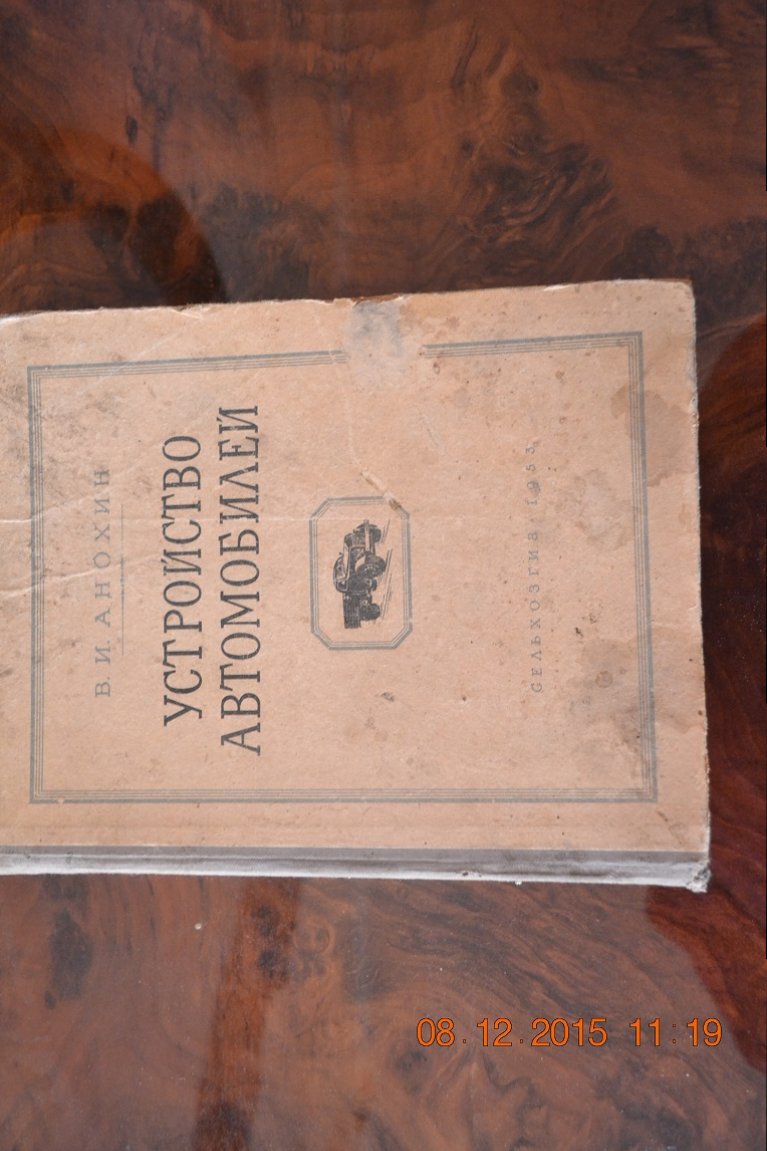 В. И. АНОХИН
УСТРОЙСТВО
АВТОМОБИЛЕЙ
СЕЛЬХОЗГИЗ · 1953
08.12.2015 11:19